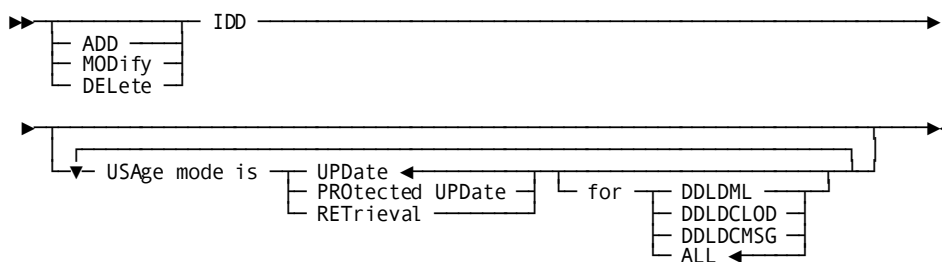 IDD
ADD
MODify
DELete
USAge mode is UPDate
PROtected UPDate
RETrieval
for DDLDML
DDLDCLOD
DDLDCMSG
ALL